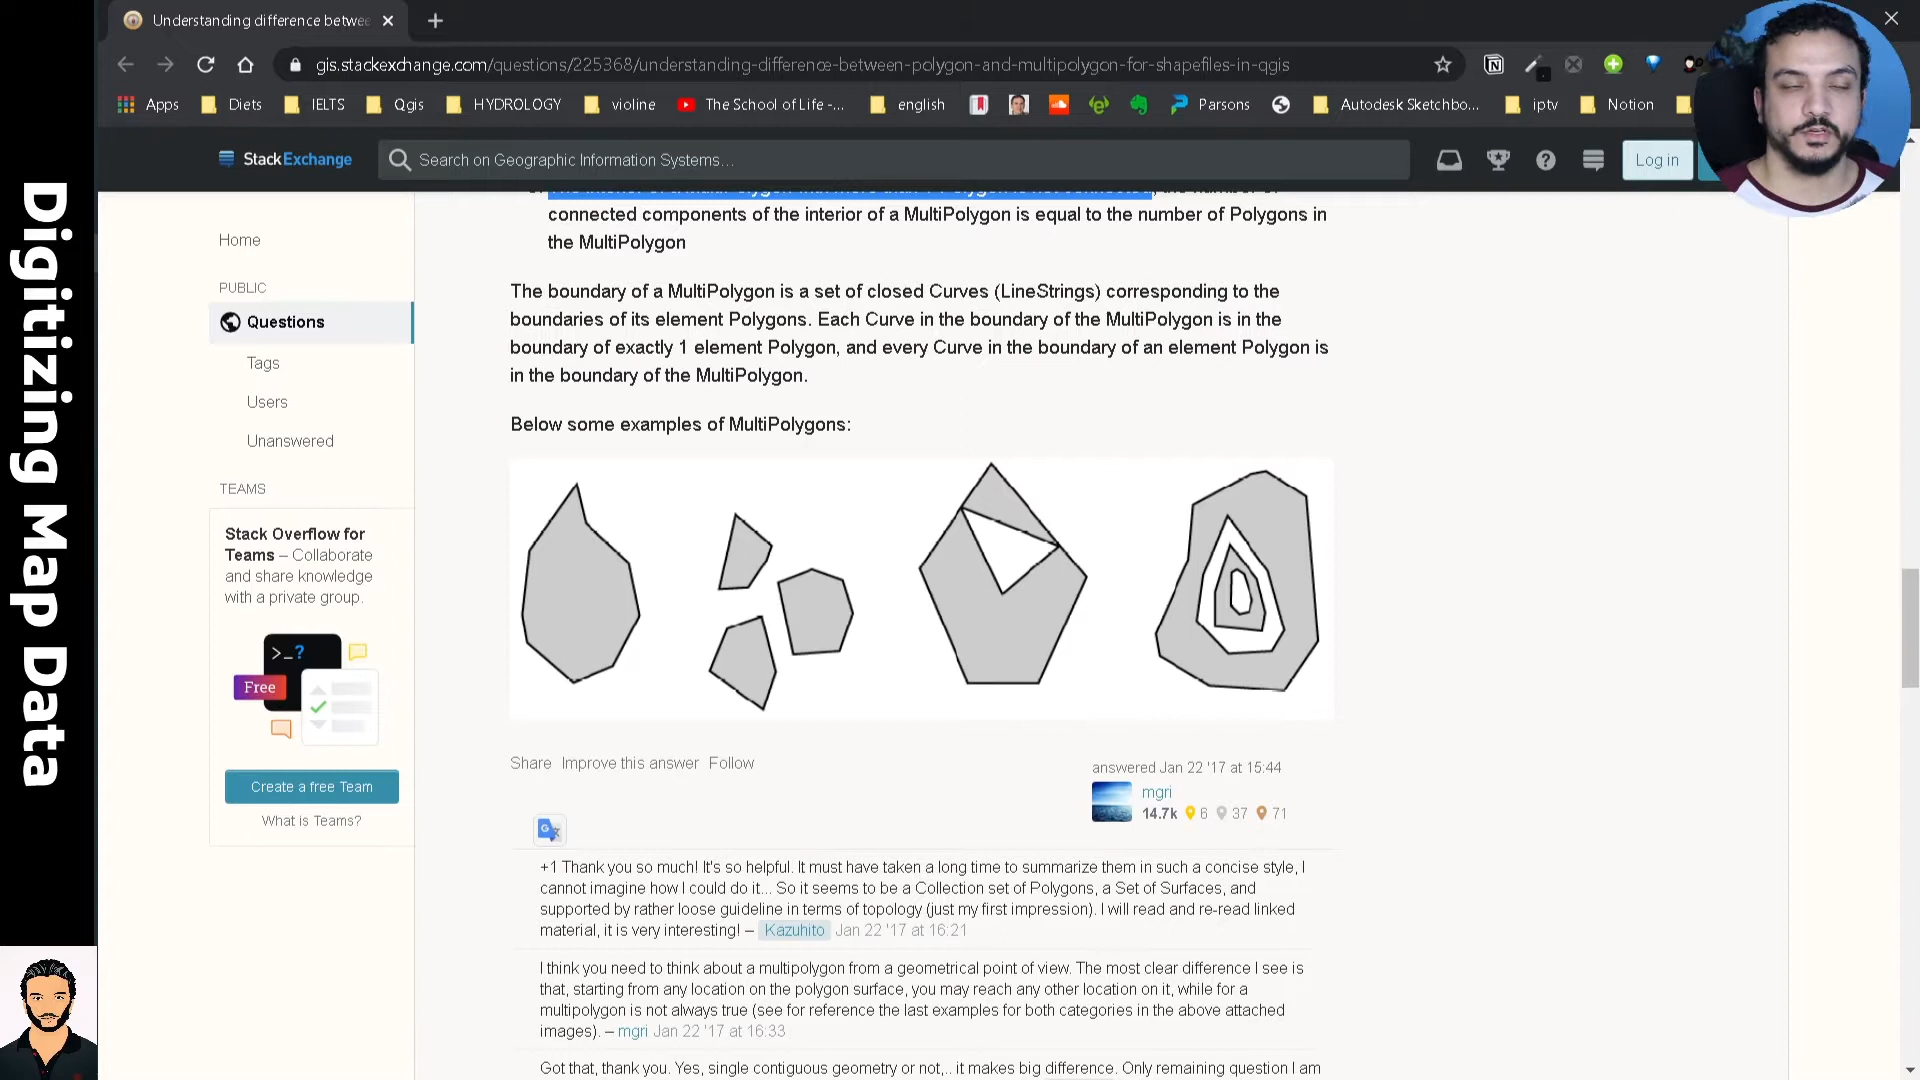 Understanding difference betwee
gis.stackexchange.com/questions/225368/understanding-difference-between-polygon-and-multipolygon-for-shapefiles-in-qgis
Apps
Diets
IELTS
Qgis
HYDROLOGY
violine
The School of Life -...
english
Parsons
Autodesk Sketchbo...
iptv
Notion
StackExchange
Search on Geographic Information Systems...
Log in
Digitizing Map Data
Home
PUBLIC
Questions
Tags
Users
Unanswered
TEAMS
Stack Overflow for
Teams – Collaborate
and share knowledge
with a private group.
>_?
Free
Create a free Team
What is Teams?
connected components of the interior of a MultiPolygon is equal to the number of Polygons in
the MultiPolygon
The boundary of a MultiPolygon is a set of closed Curves (LineStrings) corresponding to the
boundaries of its element Polygons. Each Curve in the boundary of the MultiPolygon is in the
boundary of exactly 1 element Polygon, and every Curve in the boundary of an element Polygon is
in the boundary of the MultiPolygon.
Below some examples of MultiPolygons:
Share Improve this answer Follow
answered Jan 22 '17 at 15:44
mgri
14.7k 6 37 71
+1 Thank you so much! It's so helpful. It must have taken a long time to summarize them in such a concise style, I
cannot imagine how I could do it... So it seems to be a Collection set of Polygons, a Set of Surfaces, and
supported by rather loose guideline in terms of topology (just my first impression). I will read and re-read linked
material, it is very interesting! – Kazuhito Jan 22 '17 at 16:21
I think you need to think about a multipolygon from a geometrical point of view. The most clear difference I see is
that, starting from any location on the polygon surface, you may reach any other location on it, while for a
multipolygon is not always true (see for reference the last examples for both categories in the above attached
images). – mgri Jan 22 '17 at 16:33
Got that, thank you. Yes, single contiguous geometry or not,.. it makes big difference. Only remaining question I am